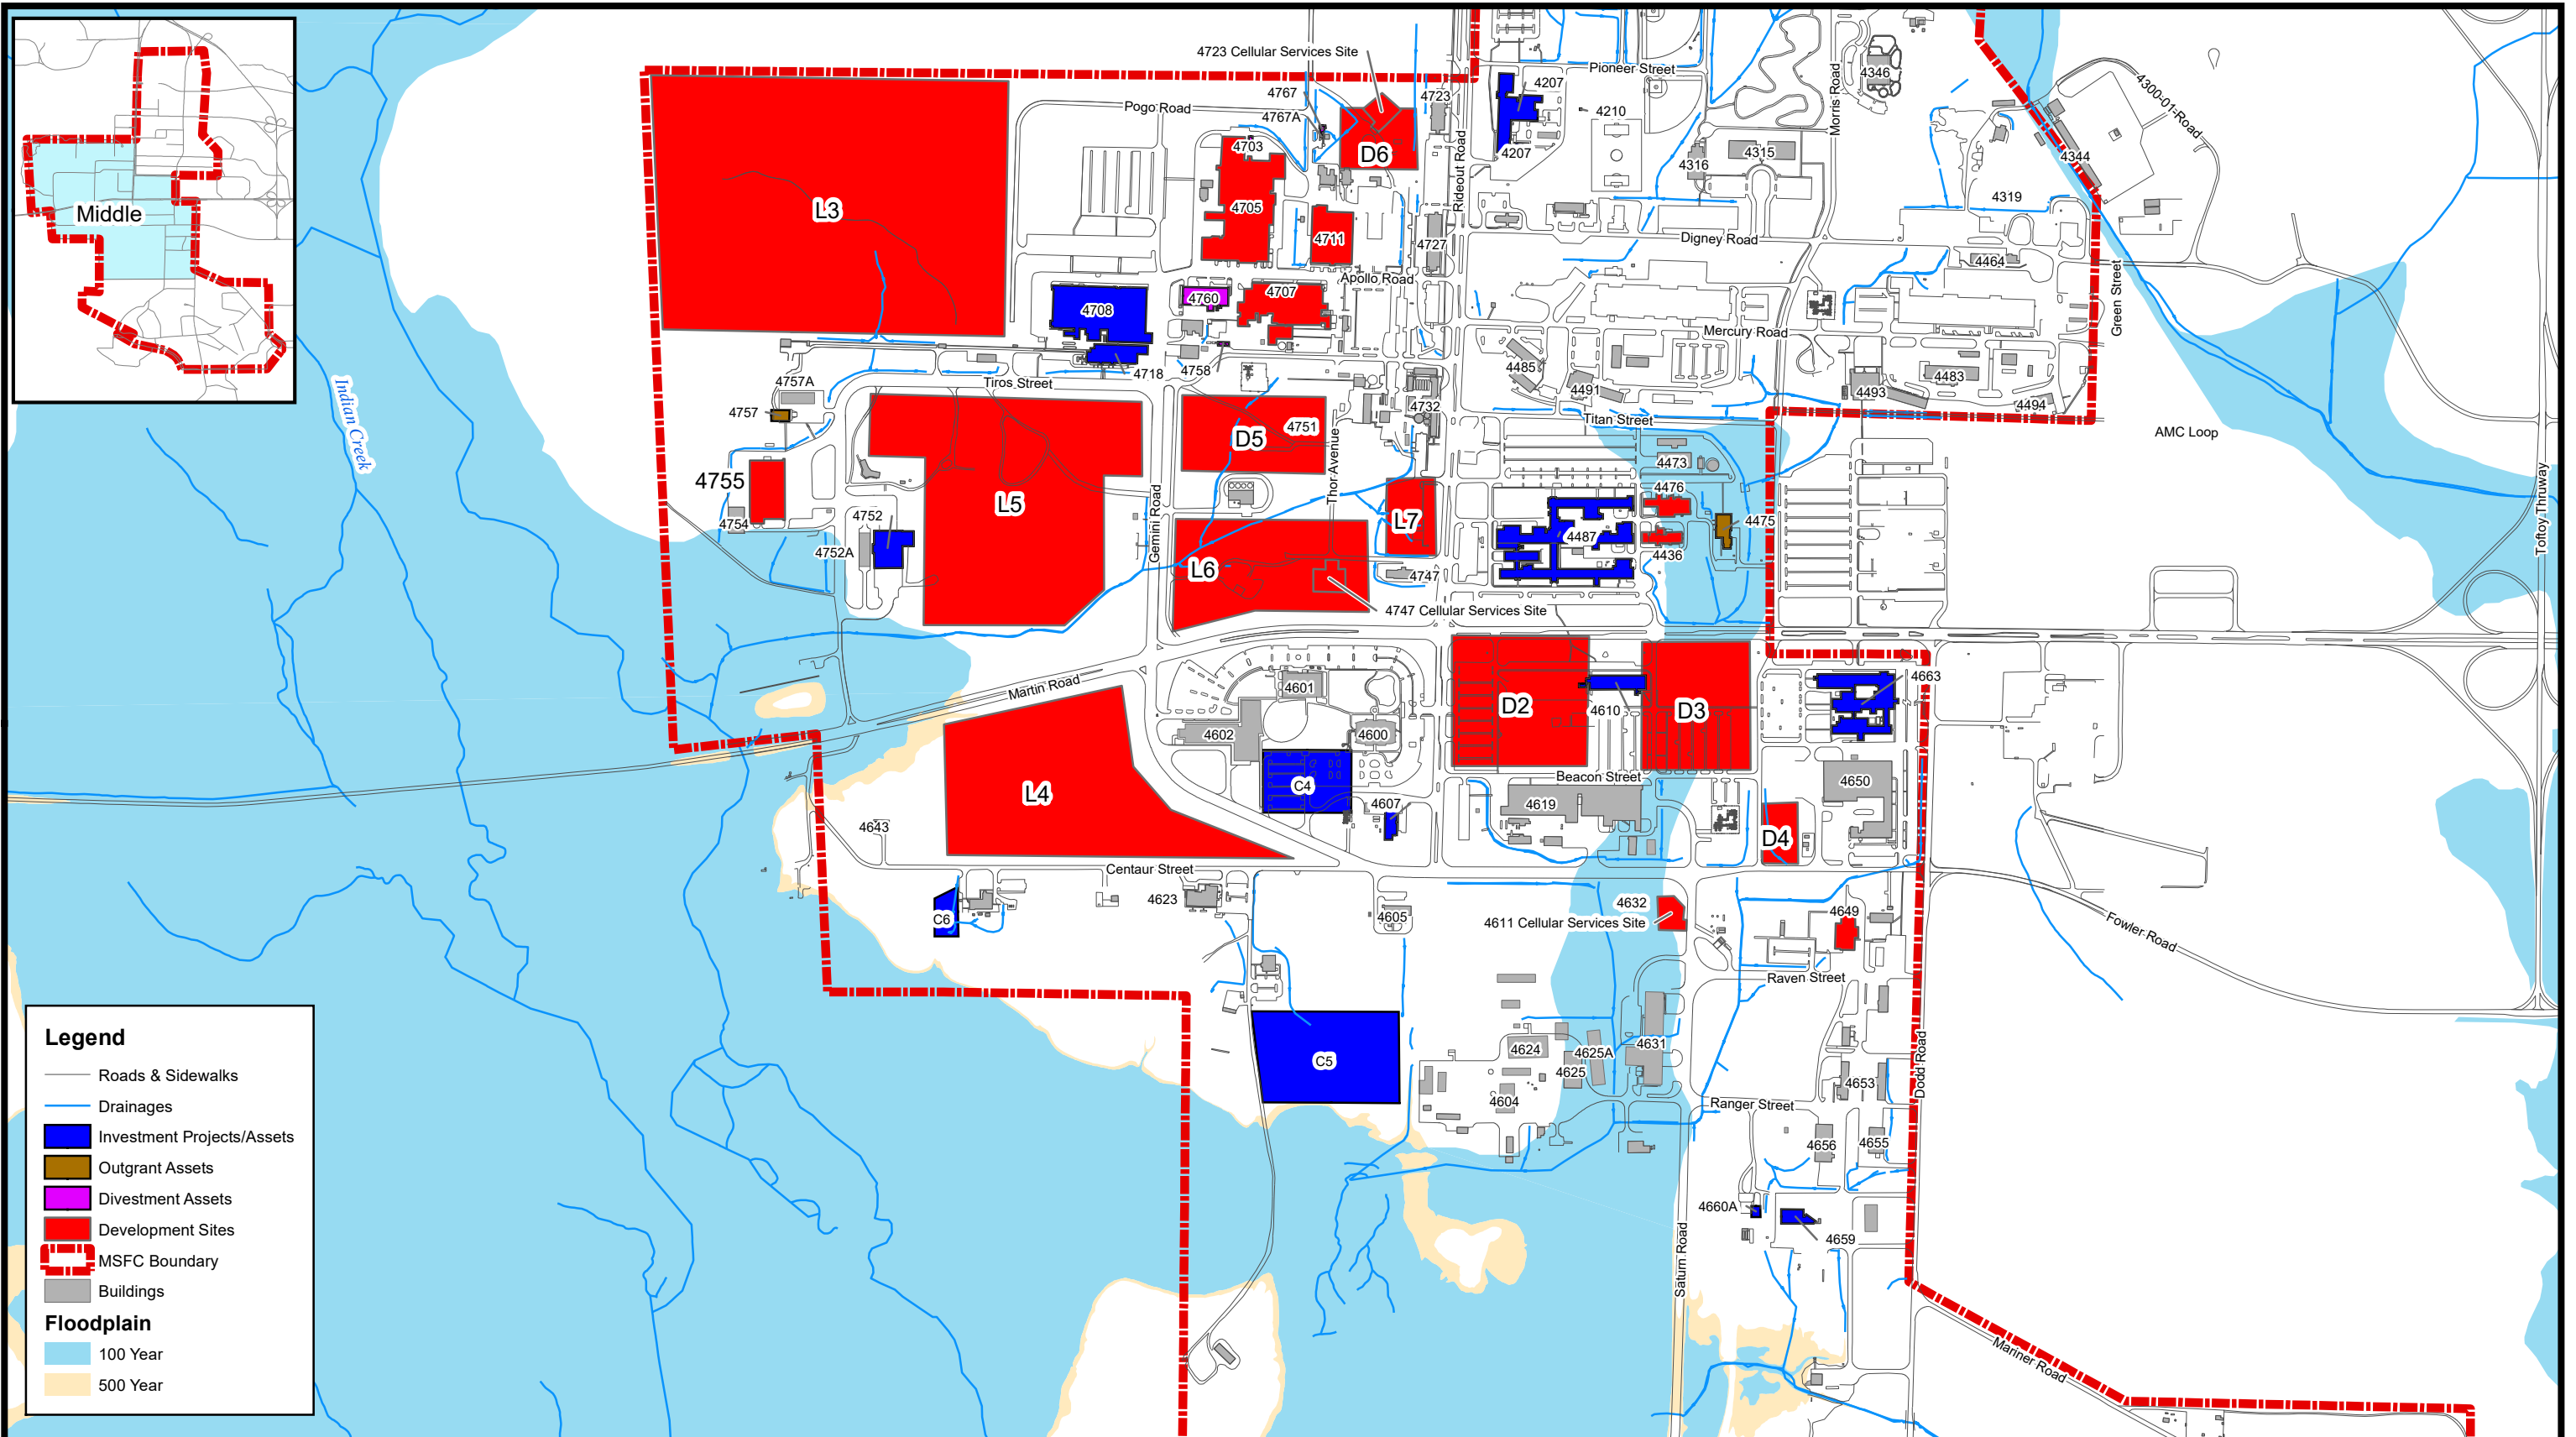 Middle
Indian Creek
4723 Cellular Services Site
4767
4767A
Pogo Road
4703
D6
4723
Rideout Road
4207
4207
Pioneer Street
4210
4316
4315
Morris Road
4346
4300-01-Road
4344
4319
L3
4705
4711
4727
Digney Road
4464
Green Street
Apollo Road
4708
4760
4707
Mercury Road
4718
4758
4485
4491
4493
4483
4494
4757A
Tiros Street
4757
4732
Titan Street
AMC Loop
D5
4751
Thor Avenue
4755
4754
4752
4752A
L5
Gemini Road
L6
L7
4747
4747 Cellular Services Site
4487
4473
4476
4436
4475
Toftoy Thruway
Martin Road
4601
4602
4600
D2
4610
D3
4663
L4
C4
4607
Beacon Street
4619
4650
D4
4643
Centaur Street
C6
4623
4605
4632
4611 Cellular Services Site
4649
Fowler Road
Raven Street
C5
4624
4625A
4625
4631
4604
Ranger Street
4653
Dodd Road
4656
4655
4660A
4659
Saturn Road
Mariner Road
Legend
Roads & Sidewalks
Drainages
Investment Projects/Assets
Outgrant Assets
Divestment Assets
Development Sites
MSFC Boundary
Buildings
Floodplain
100 Year
500 Year